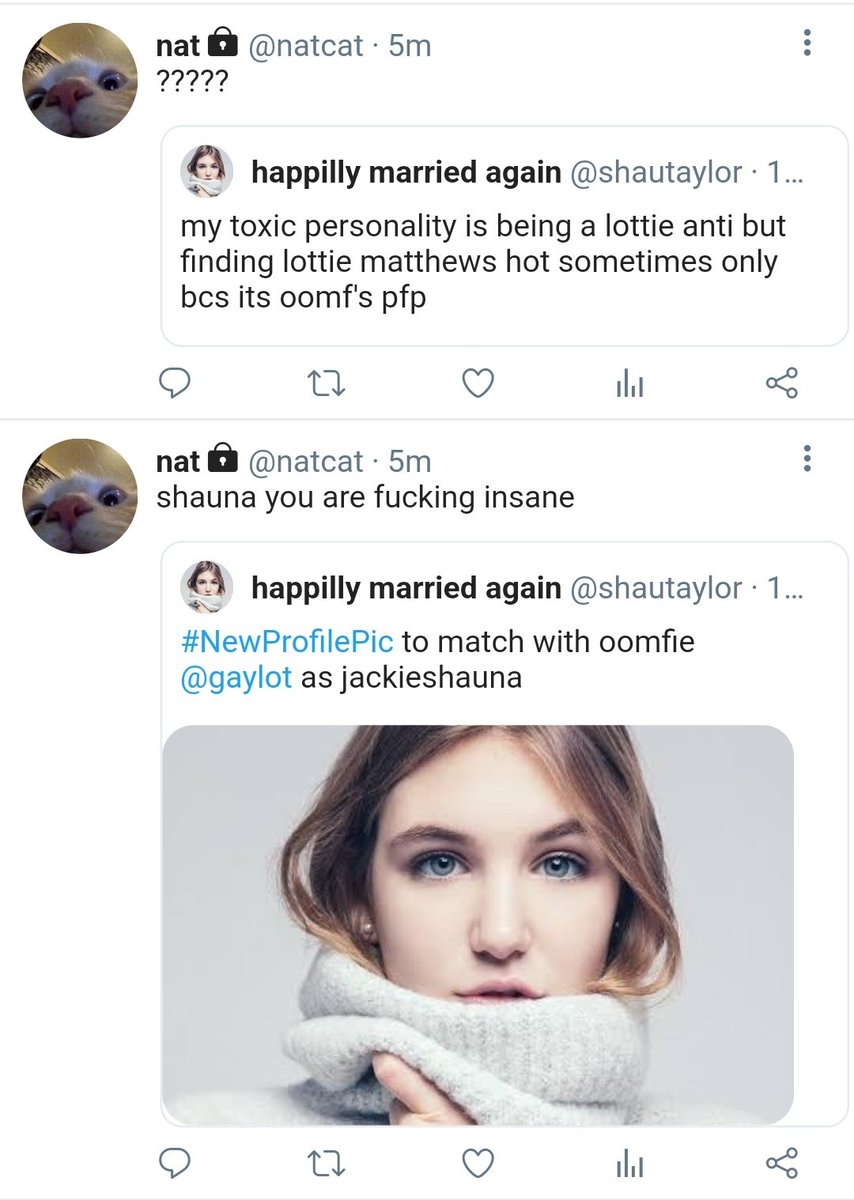 nat @natcat · 5m
?????
happilly married again @shautaylor · 1...
my toxic personality is being a lottie anti but
finding lottie matthews hot sometimes only
bcs its oomf's pfp
nat @natcat · 5m
shauna you are fucking insane
happilly married again @shautaylor · 1...
#NewProfilePic to match with oomfie
@gaylot as jackieshauna